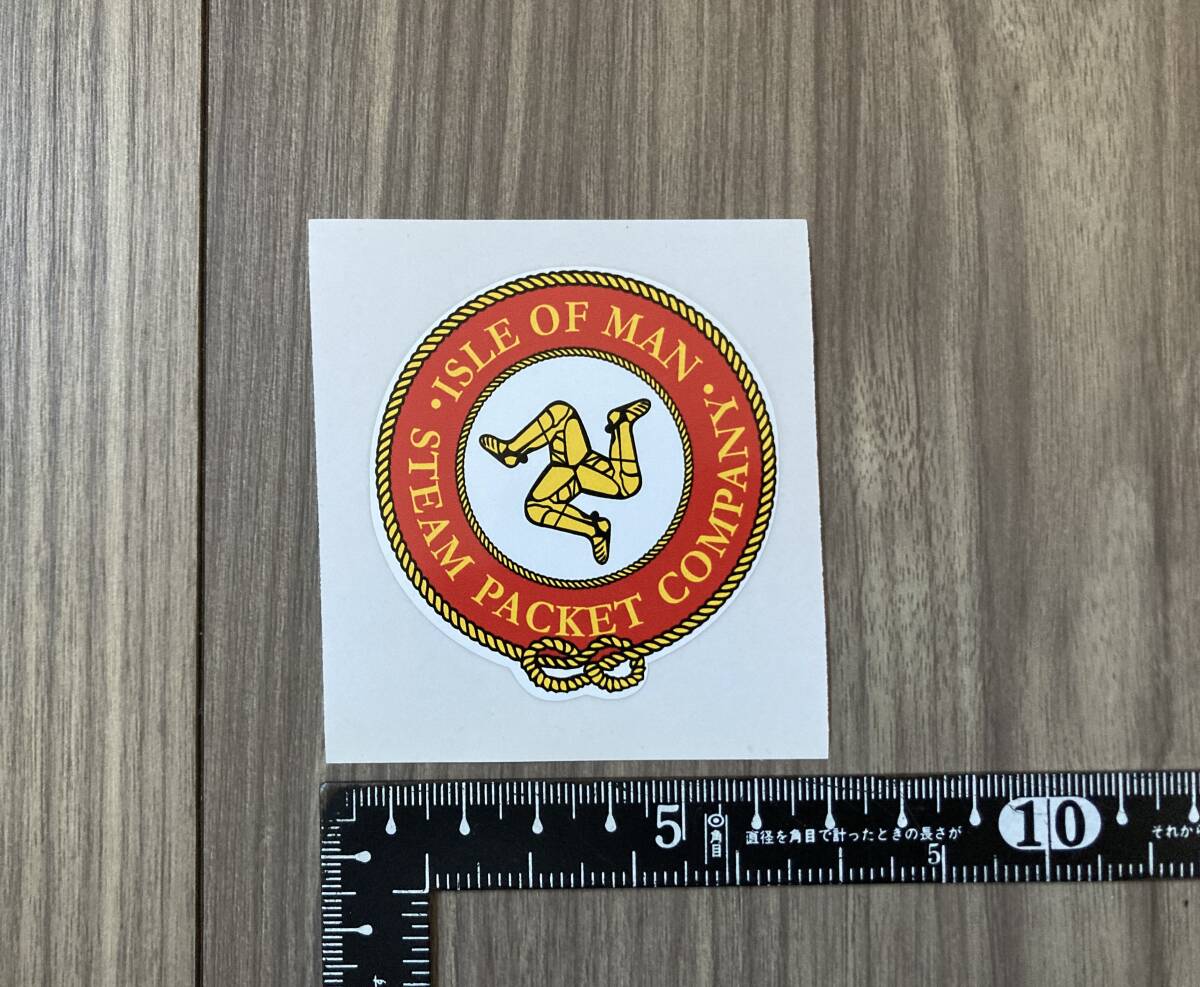 · ISLE OF MAN ·
STEAM PACKET COMPANY
5
角目
直径を角目で計ったときの長さが
5
10
それか